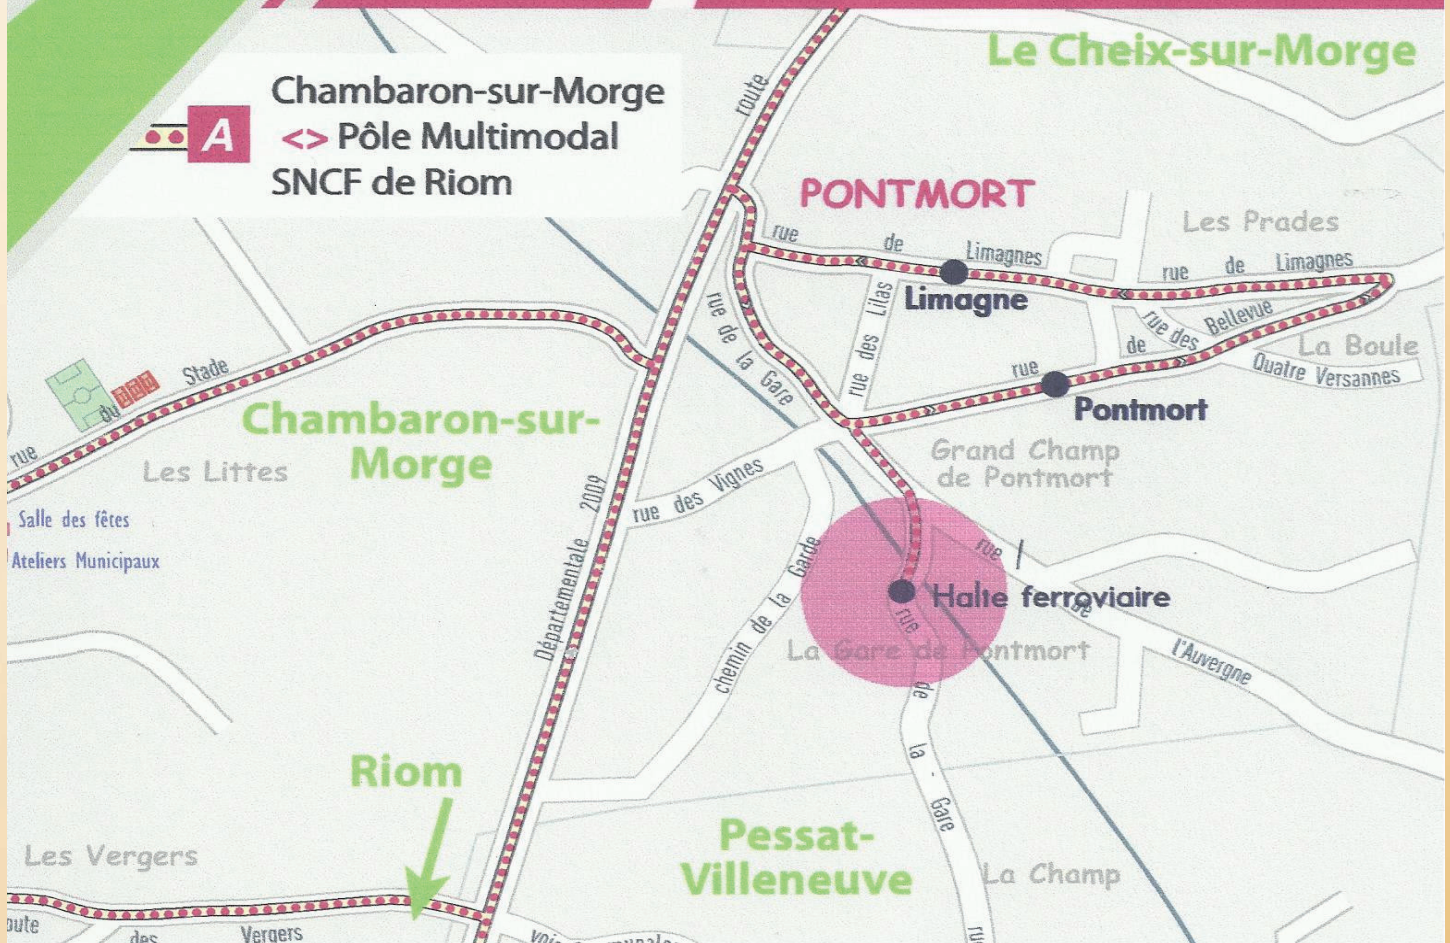 Le Cheix-sur-Morge
A
Chambaron-sur-Morge
<> Pôle Multimodal
SNCF de Riom
route
PONTMORT
Les Prades
rue de Limagnes
rue de Limagnes
Limagne
rue des Lilas
rue de la Gare
rue de Bellevue
rue des
Quatre Versannes
La Boule
Pontmort
Stade
du
rue
Chambaron-sur-
Morge
Les Littes
Grand Champ
de Pontmort
Salle des fêtes
Ateliers Municipaux
rue des Vignes
Départementale 2009
chemin de la Garde
rue
de
l'Auvergne
Halte ferroviaire
La Gare de Pontmort
rue de la - Gare
Riom
Pessat-
Villeneuve
Les Vergers
La Champ
des Vergers